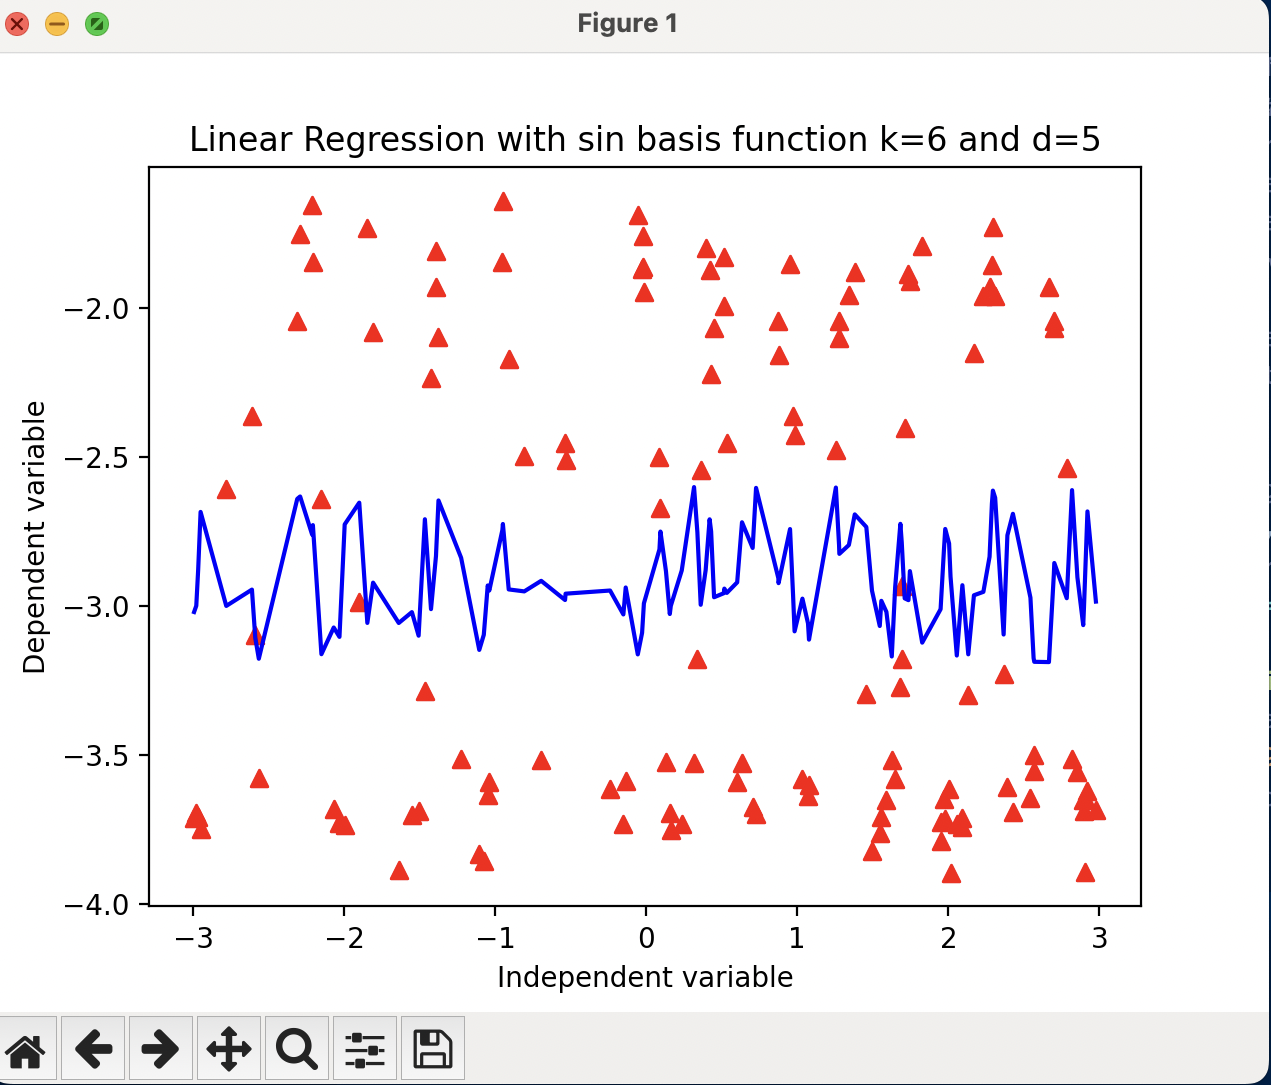 Figure 1
Linear Regression with sin basis function k=6 and d=5
−2.0
−2.5
−3.0
−3.5
−4.0
Dependent variable
−3 −2 −1 0 1 2 3
Independent variable